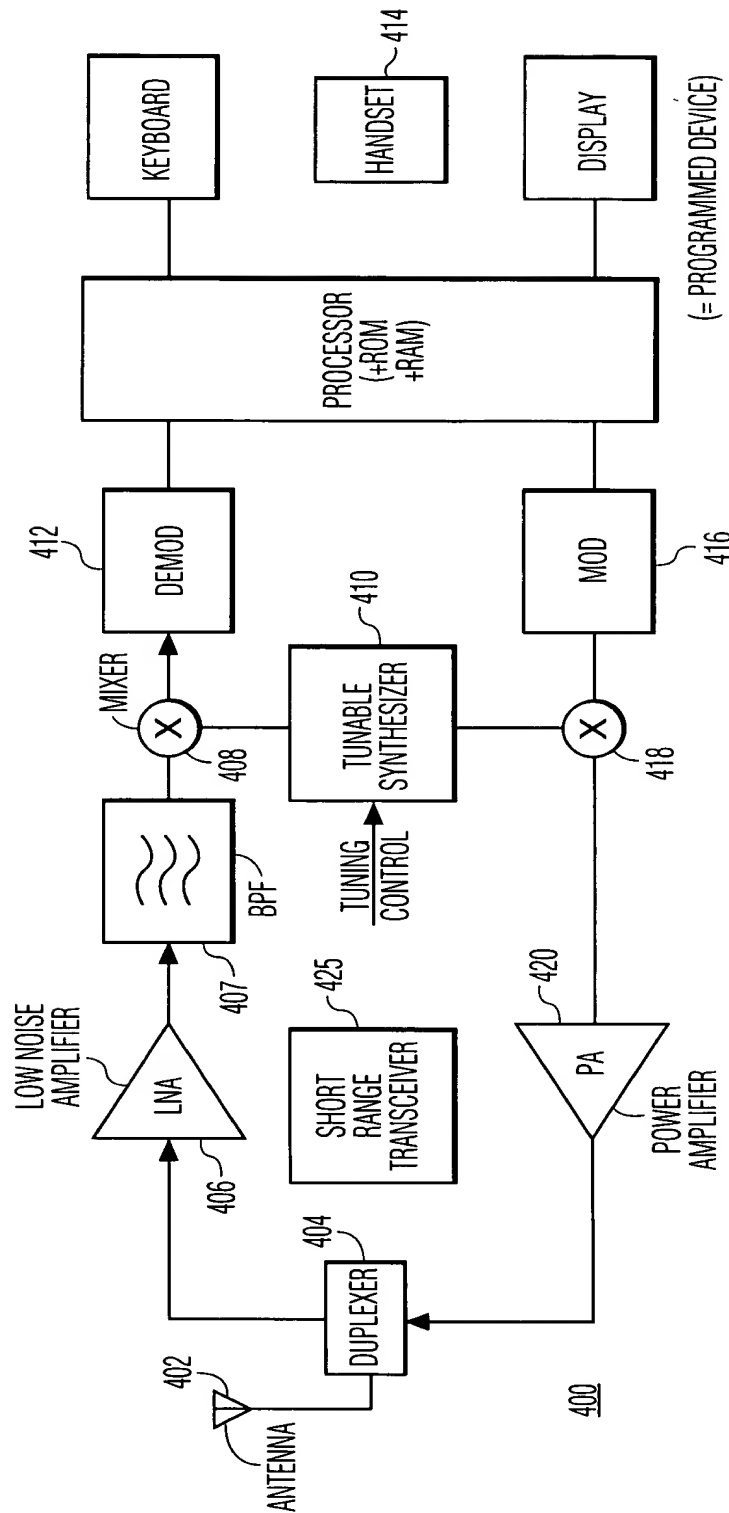 402
ANTENNA
404
DUPLEXER
400
LOW NOISE
AMPLIFIER
LNA
406
407
BPF
MIXER
408
412
DEMOD
SHORT
RANGE
TRANSCEIVER
425
TUNING
CONTROL
TUNABLE
SYNTHESIZER
410
PA
420
POWER
AMPLIFIER
X
X
418
MOD
416
PROCESSOR
(+ROM
+RAM)
KEYBOARD
HANDSET
414
DISPLAY
(= PROGRAMMED DEVICE)